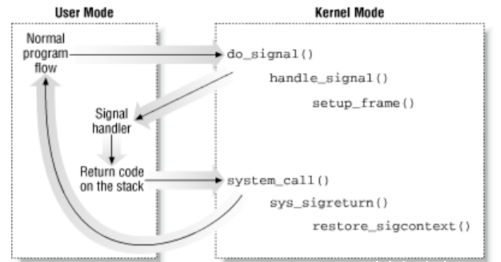 User Mode
Kernel Mode
Normal
program
flow
do_signal()
handle_signal()
setup_frame()
Signal
handler
Return code
on the stack
system_call()
sys_sigreturn()
restore_sigcontext()